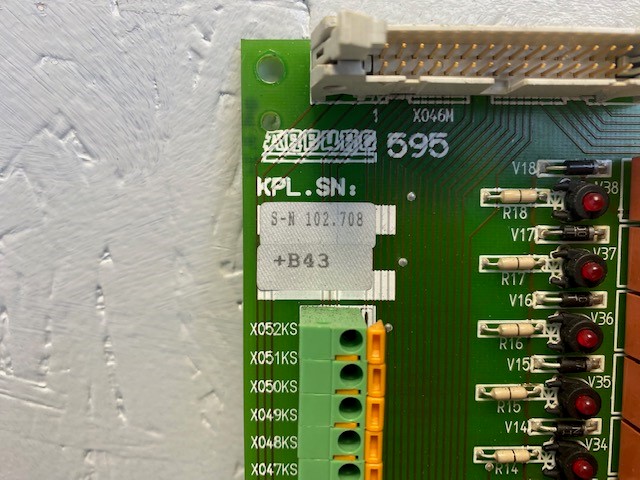 1 X046N
595
KPL.SN:
S-N 102.708
+B43
X052KS
X051KS
X050KS
X049KS
X048KS
X047KS
V18
V38
R18
V17
V37
R17
V16
V36
R16
V15
V35
R15
V14
V34
R14